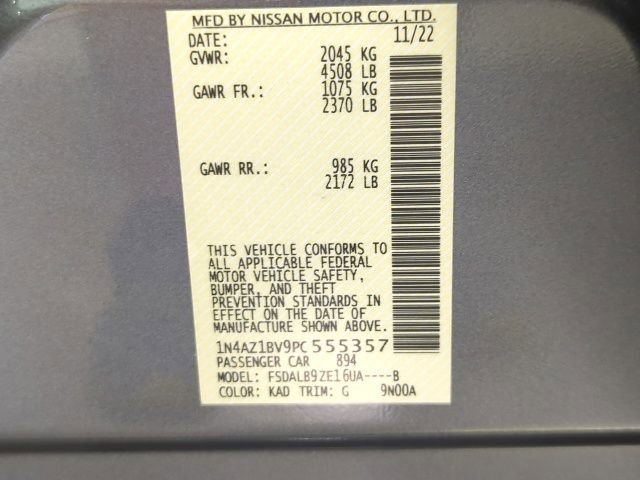 MFD BY NISSAN MOTOR CO., LTD.
DATE: 11/22
GVWR: 2045 KG
4508 LB
GAWR FR.: 1075 KG
2370 LB
GAWR RR.: 985 KG
2172 LB
THIS VEHICLE CONFORMS TO
ALL APPLICABLE FEDERAL
MOTOR VEHICLE SAFETY,
BUMPER, AND THEFT
PREVENTION STANDARDS IN
EFFECT ON THE DATE OF
MANUFACTURE SHOWN ABOVE.
1N4AZ1BV9PC555357
PASSENGER CAR 894
MODEL: FSDALB9ZE16UA----B
COLOR: KAD TRIM: G 9N00A